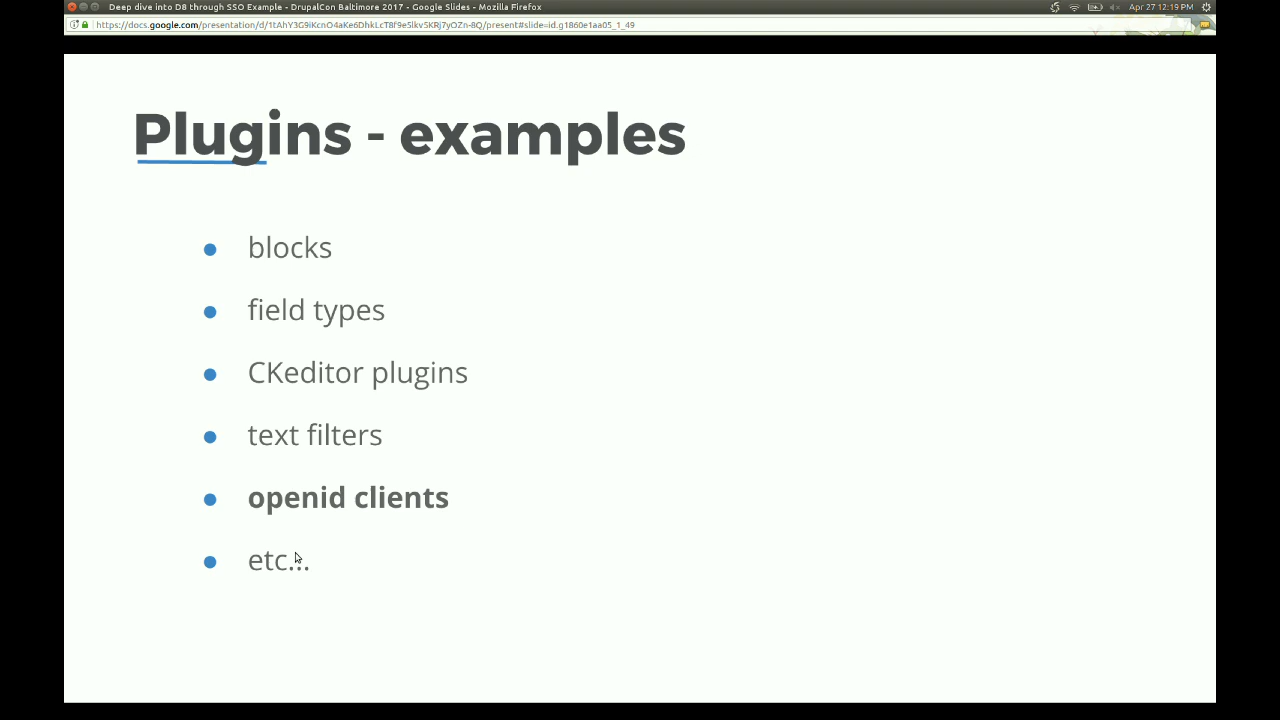 Deep dive into D8 through SSO Example - DrupalCon Baltimore 2017 - Google Slides - Mozilla Firefox
Apr 27 12:19 PM
Plugins - examples
blocks
field types
CKeditor plugins
text filters
openid clients
etc...